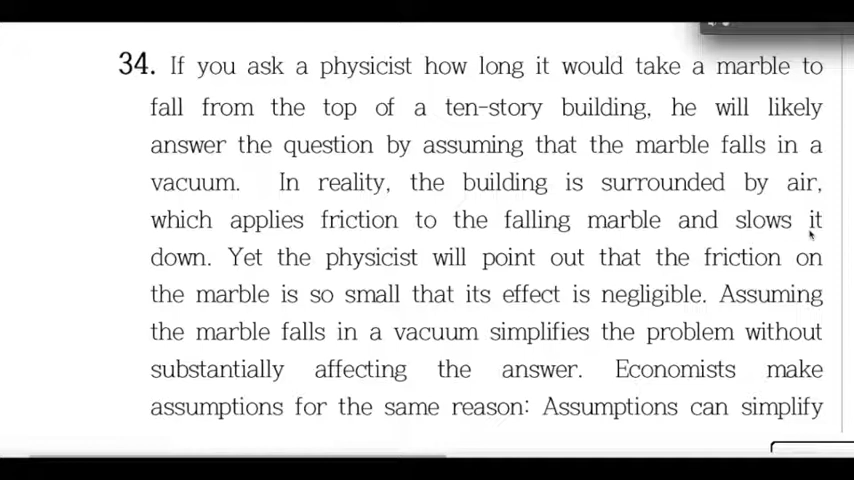 34. If you ask a physicist how long it would take a marble to
fall from the top of a ten-story building, he will likely
answer the question by assuming that the marble falls in a
vacuum. In reality, the building is surrounded by air,
which applies friction to the falling marble and slows it
down. Yet the physicist will point out that the friction on
the marble is so small that its effect is negligible. Assuming
the marble falls in a vacuum simplifies the problem without
substantially affecting the answer. Economists make
assumptions for the same reason: Assumptions can simplify